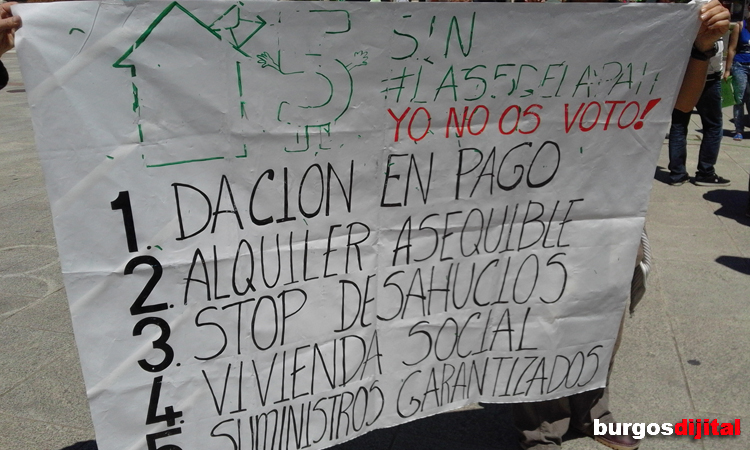 SIN
#LAS5DELAPAH
YO NO OS VOTO!
1. DACION EN PAGO
2. ALQUILER ASEQUIBLE
3. STOP DESAHUCIOS
4. VIVIENDA SOCIAL
5 SUMINISTROS GARANTIZADOS
burgosdijital